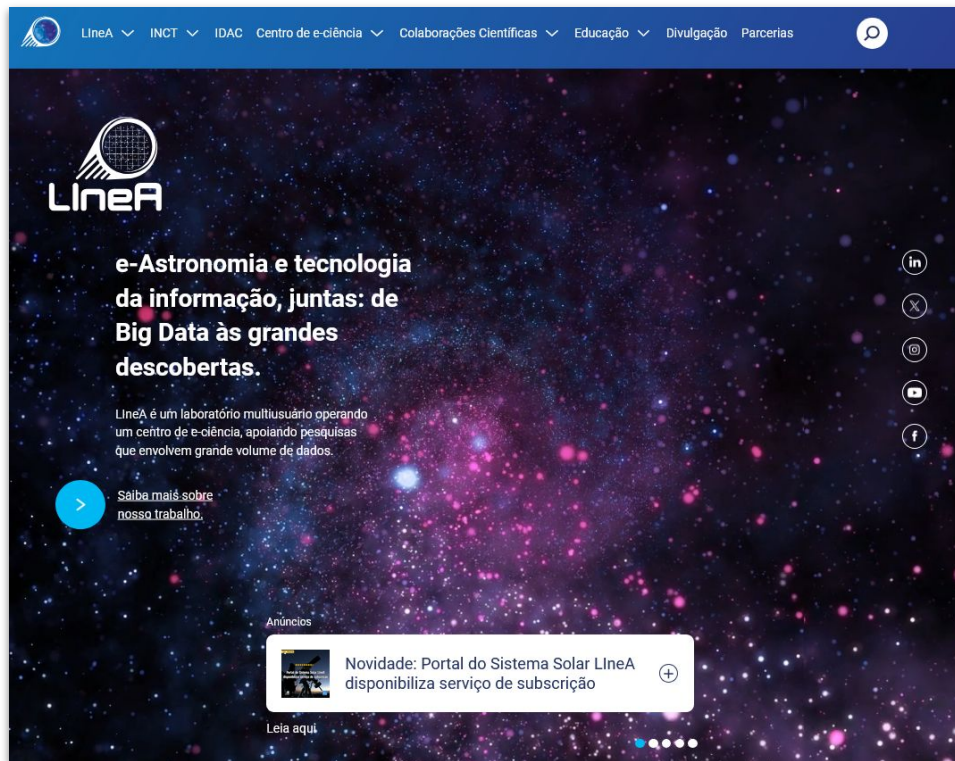 LIneA INCT IDAC Centro de e-ciência Colaborações Científicas Educação Divulgação Parcerias
LIneA
e-Astronomia e tecnologia
da informação, juntas: de
Big Data às grandes
descobertas.
LIneA é um laboratório multiusuário operando
um centro de e-ciência, apoiando pesquisas
que envolvem grande volume de dados.
Saiba mais sobre
nosso trabalho.
Anúncios
Novidade: Portal do Sistema Solar LIneA
disponibiliza serviço de subscrição
Leia aqui